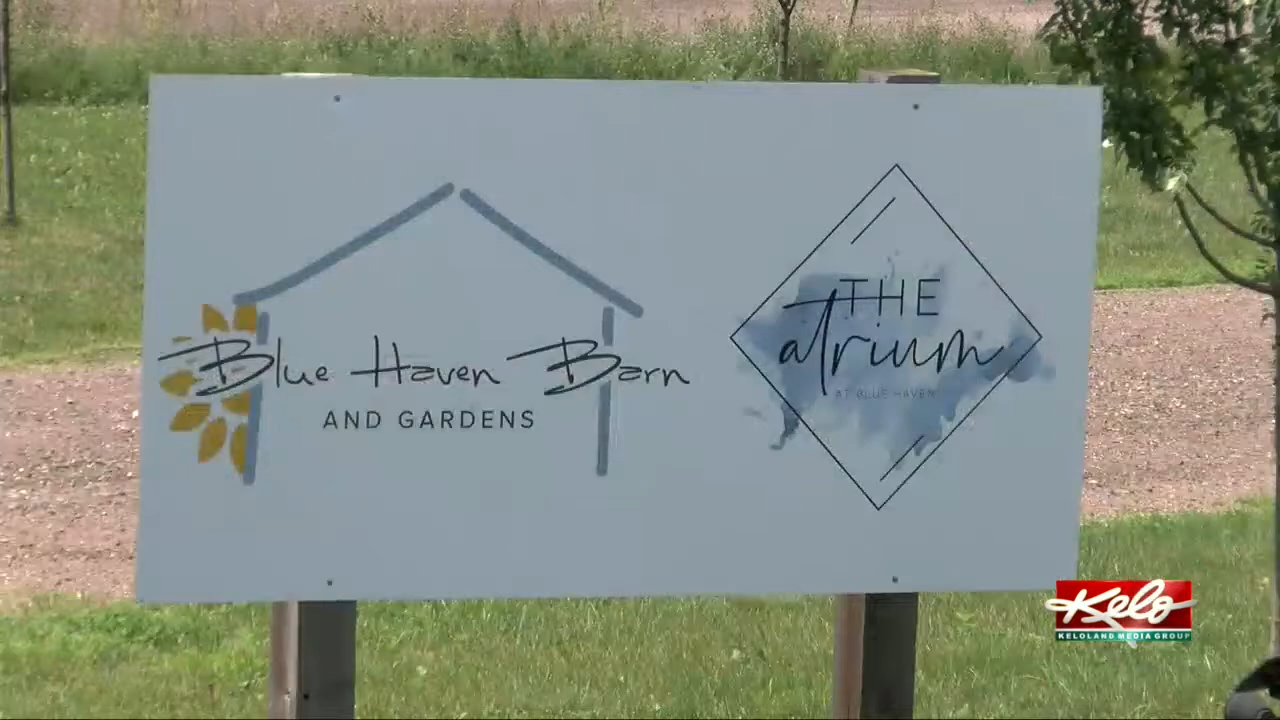 Blue Haven Barn
AND GARDENS
THE
atrium
AT BLUE HAVEN
Kelo
KELOLAND MEDIA GROUP